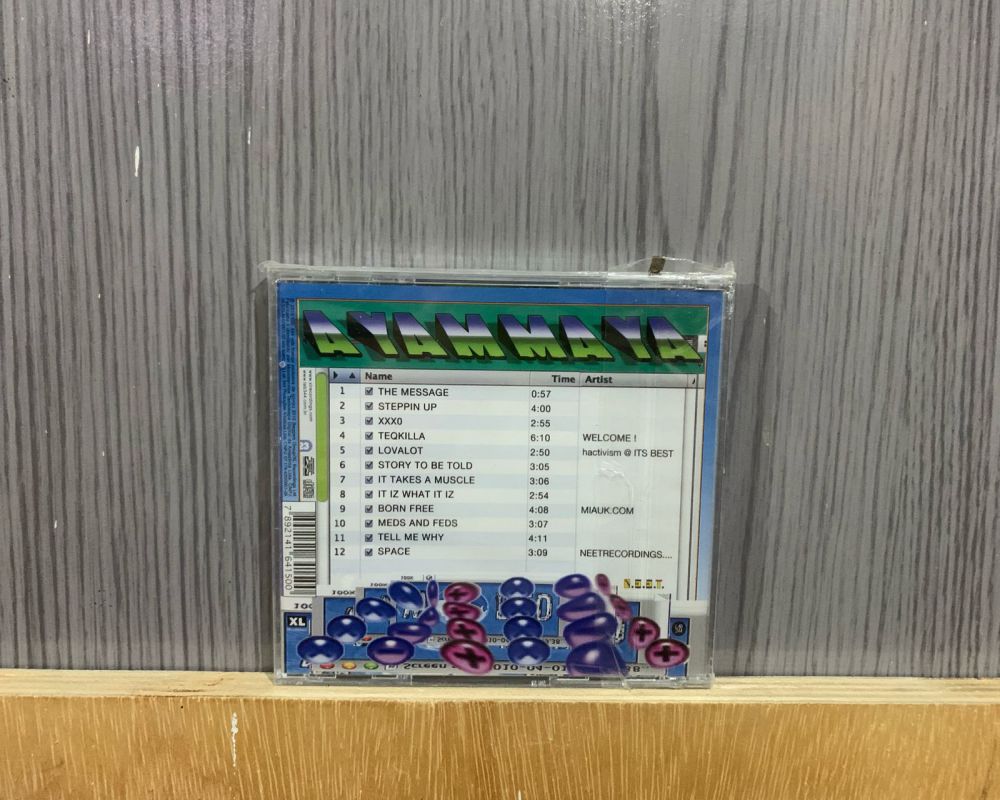 AYAMMAYA
Name Time Artist
1 THE MESSAGE 0:57
2 STEPPIN UP 4:00
3 XXX0 2:55
4 TEQKILLA 6:10 WELCOME !
5 LOVALOT 2:50 hactivism @ ITS BEST
6 STORY TO BE TOLD 3:05
7 IT TAKES A MUSCLE 3:06
8 IT IZ WHAT IT IZ 2:54
9 BORN FREE 4:08 MIAUK.COM
10 MEDS AND FEDS 3:07
11 TELL ME WHY 4:11
12 SPACE 3:09 NEETRECORDINGS....
N.E.E.T.
7 892141 641500
XL